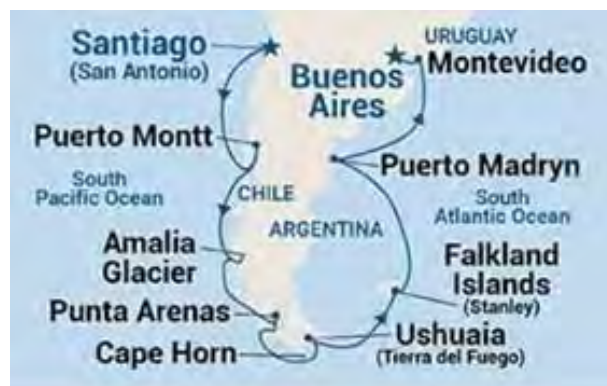 Santiago
(San Antonio)
URUGUAY
Montevideo
Buenos
Aires
Puerto Montt
Puerto Madryn
South
Pacific Ocean
CHILE
South
Atlantic Ocean
ARGENTINA
Amalia
Glacier
Falkland
Islands
(Stanley)
Punta Arenas
Ushuaia
(Tierra del Fuego)
Cape Horn